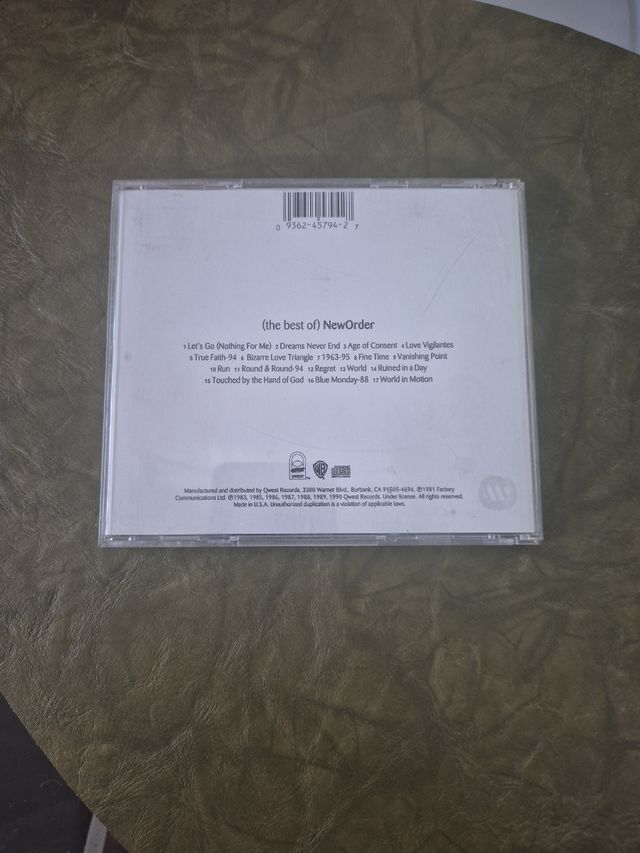 0 9362-45794-2 7
(the best of) NewOrder
1 Let's Go (Nothing For Me) 2 Dreams Never End 3 Age of Consent 4 Love Vigilantes
5 True Faith-94 6 Bizarre Love Triangle 7 1963-95 8 Fine Time 9 Vanishing Point
10 Run 11 Round & Round-94 12 Regret 13 World 14 Ruined in a Day
15 Touched by the Hand of God 16 Blue Monday-88 17 World in Motion
QWEST
Manufactured and distributed by Qwest Records, 3300 Warner Blvd., Borbank, CA 91505-4694. ℗1981 Factory
Communications Ltd. ℗1983, 1985, 1986, 1987, 1988, 1989, 1990 Qwest Records. Under license. All rights reserved.
Made in U.S.A. Unauthorized duplication is a violation of applicable laws.